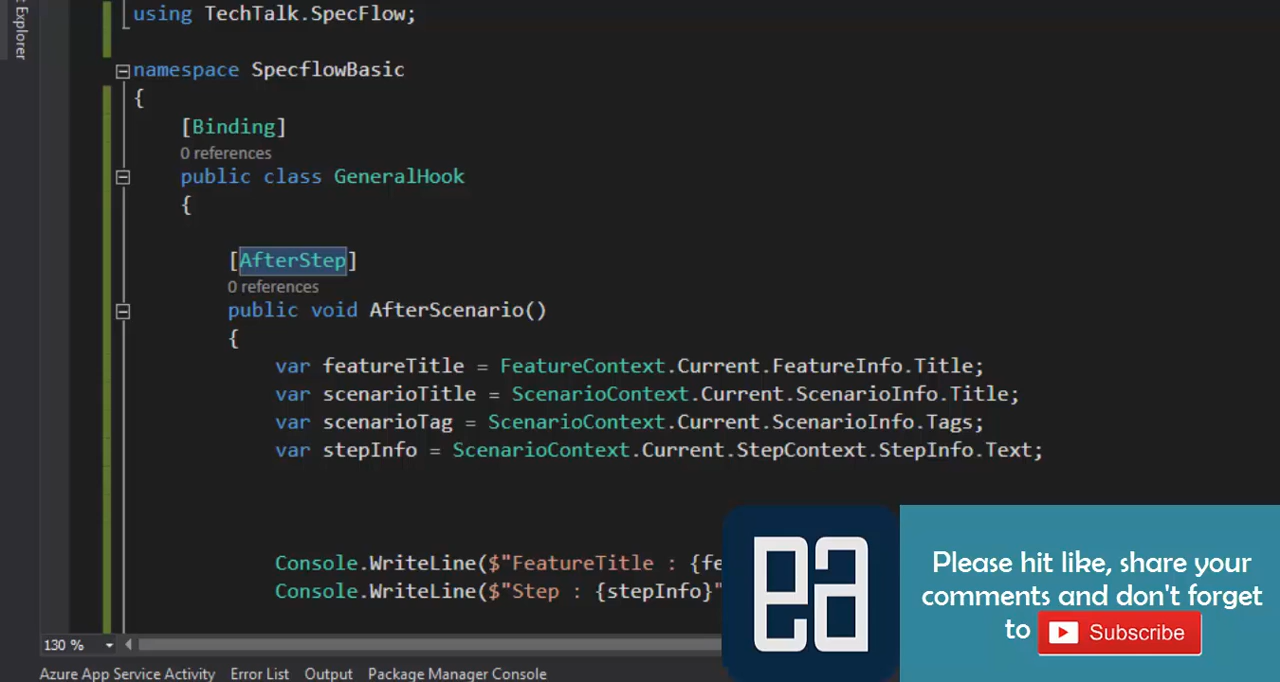 t Explorer
using TechTalk.SpecFlow;
namespace SpecflowBasic
{
[Binding]
0 references
public class GeneralHook
{
[AfterStep]
0 references
public void AfterScenario()
{
var featureTitle = FeatureContext.Current.FeatureInfo.Title;
var scenarioTitle = ScenarioContext.Current.ScenarioInfo.Title;
var scenarioTag = ScenarioContext.Current.ScenarioInfo.Tags;
var stepInfo = ScenarioContext.Current.StepContext.StepInfo.Text;
Console.WriteLine($"FeatureTitle : {fe
Console.WriteLine($"Step : {stepInfo}"
ea
Please hit like, share your
comments and don't forget
to Subscribe
130 %
Azure App Service Activity Error List Output Package Manager Console